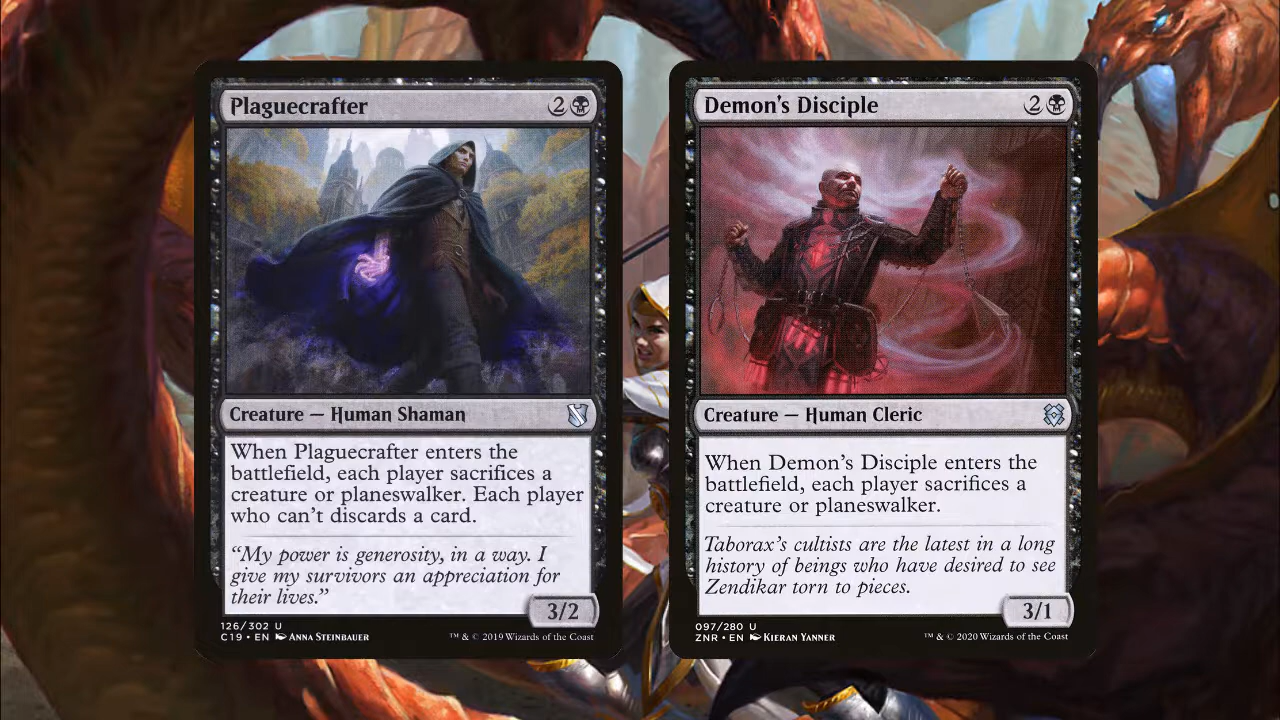 Plaguecrafter 2
Creature — Human Shaman
When Plaguecrafter enters the
battlefield, each player sacrifices a
creature or planeswalker. Each player
who can't discards a card.
“My power is generosity, in a way. I
give my survivors an appreciation for
their lives.”
3/2
126/302 U
C19 • EN Anna Steinbauer ™ & © 2019 Wizards of the Coast
Demon's Disciple 2
Creature — Human Cleric
When Demon's Disciple enters the
battlefield, each player sacrifices a
creature or planeswalker.
Taborax's cultists are the latest in a long
history of beings who have desired to see
Zendikar torn to pieces.
3/1
097/280 U
ZNR • EN Kieran Yanner ™ & © 2020 Wizards of the Coast